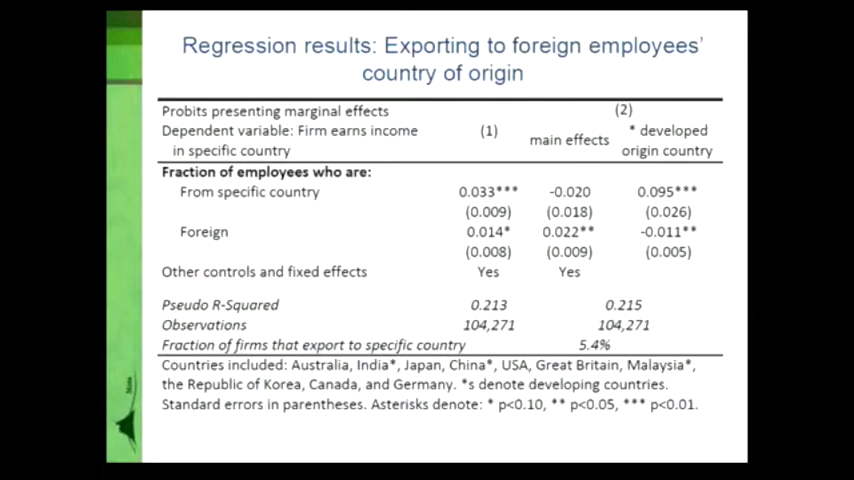 Regression results: Exporting to foreign employees’
country of origin
Probits presenting marginal effects (2)
Dependent variable: Firm earns income (1) * developed
main effects
in specific country origin country
Fraction of employees who are:
From specific country 0.033*** -0.020 0.095***
(0.009) (0.018) (0.026)
Foreign 0.014* 0.022** -0.011**
(0.008) (0.009) (0.005)
Other controls and fixed effects Yes Yes
Pseudo R-Squared 0.213 0.215
Observations 104,271 104,271
Fraction of firms that export to specific country 5.4%
Countries included: Australia, India*, Japan, China*, USA, Great Britain, Malaysia*,
the Republic of Korea, Canada, and Germany. *s denote developing countries.
Standard errors in parentheses. Asterisks denote: * p<0.10, ** p<0.05, *** p<0.01.